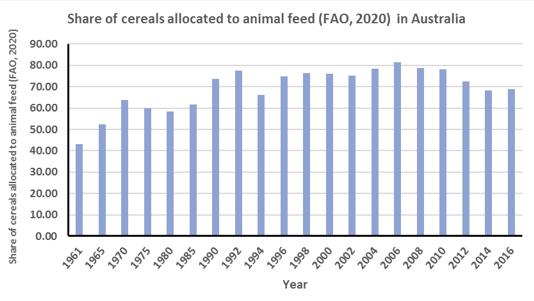 Share of cereals allocated to animal feed (FAO, 2020) in Australia
Share of cereals allocated to animal feed (FAO, 2020)
90.00
80.00
70.00
60.00
50.00
40.00
30.00
20.00
10.00
0.00
1961 1965 1970 1975 1980 1985 1990 1992 1994 1996 1998 2000 2002 2004 2006 2008 2010 2012 2014 2016
Year